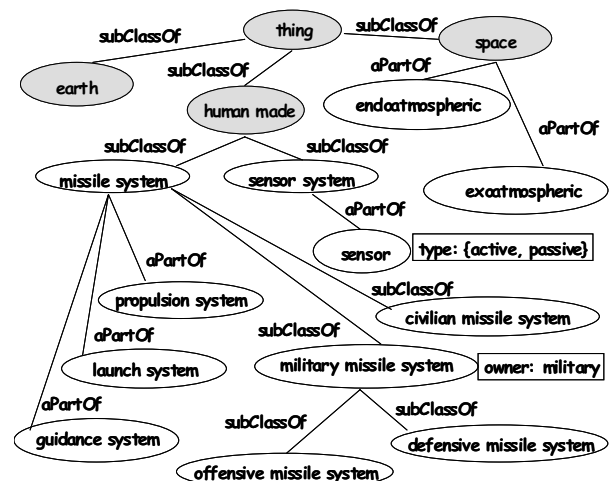 thing
subClassOf
subClassOf
space
subClassOf
earth
aPartOf
endoatmospheric
human made
aPartOf
subClassOf
subClassOf
missile system
sensor system
exoatmospheric
aPartOf
sensor
type: {active, passive}
aPartOf
propulsion system
subClassOf
civilian missile system
subClassOf
aPartOf
launch system
military missile system
owner: military
aPartOf
guidance system
subClassOf
subClassOf
defensive missile system
offensive missile system